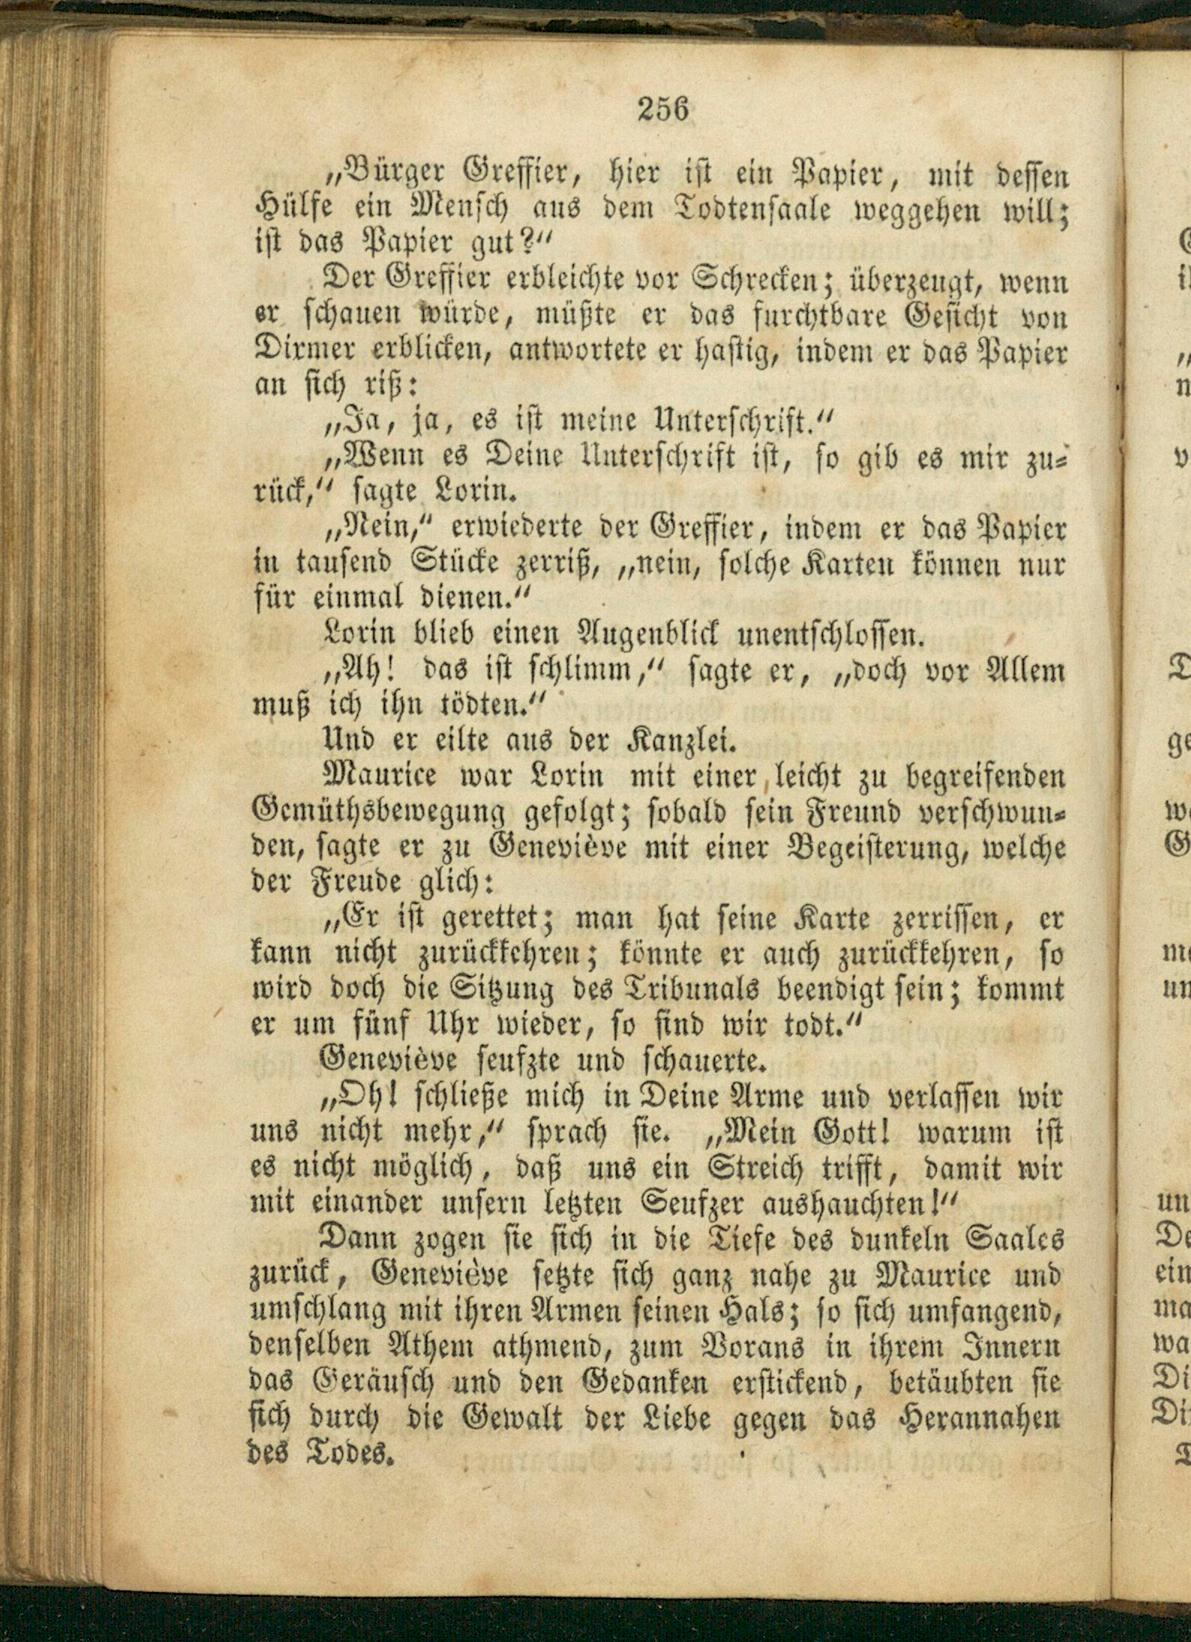 256
„Bürger Greffier, hier ist ein Papier, mit dessen
Hülfe ein Mensch aus dem Todtensaale weggehen will;
ist das Papier gut?“
Der Greffier erbleichte vor Schrecken; überzeugt, wenn
er schauen würde, müßte er das furchtbare Gesicht von
Dixmer erblicken, antwortete er hastig, indem er das Papier
an sich riß:
„Ja, ja, es ist meine Unterschrift.“
„Wenn es Deine Unterschrift ist, so gib es mir zu-
rück,“ sagte Lorin.
„Nein,“ erwiederte der Greffier, indem er das Papier
in tausend Stücke zerriß, „nein, solche Karten können nur
für einmal dienen.“
Lorin blieb einen Augenblick unentschlossen.
„Ah! das ist schlimm,“ sagte er, „doch vor Allem
muß ich ihn tödten.“
Und er eilte aus der Kanzlei.
Maurice war Lorin mit einer leicht zu begreifenden
Gemüthsbewegung gefolgt; sobald sein Freund verschwun-
den, sagte er zu Geneviève mit einer Begeisterung, welche
der Freude glich:
„Er ist gerettet; man hat seine Karte zerrissen, er
kann nicht zurückkehren; könnte er auch zurückkehren, so
wird doch die Sitzung des Tribunals beendigt sein; kommt
er um fünf Uhr wieder, so sind wir todt.“
Geneviève seufzte und schauerte.
„Oh! schließe mich in Deine Arme und verlassen wir
uns nicht mehr,“ sprach sie. „Mein Gott! warum ist
es nicht möglich, daß uns ein Streich trifft, damit wir
mit einander unsern letzten Seufzer aushauchten!“
Dann zogen sie sich in die Tiefe des dunkeln Saales
zurück, Geneviève setzte sich ganz nahe zu Maurice und
umschlang mit ihren Armen seinen Hals; so sich umfangend,
denselben Athem athmend, zum Voraus in ihrem Innern
das Geräusch und den Gedanken erstickend, betäubten sie
sich durch die Gewalt der Liebe gegen das Herannahen
des Todes.